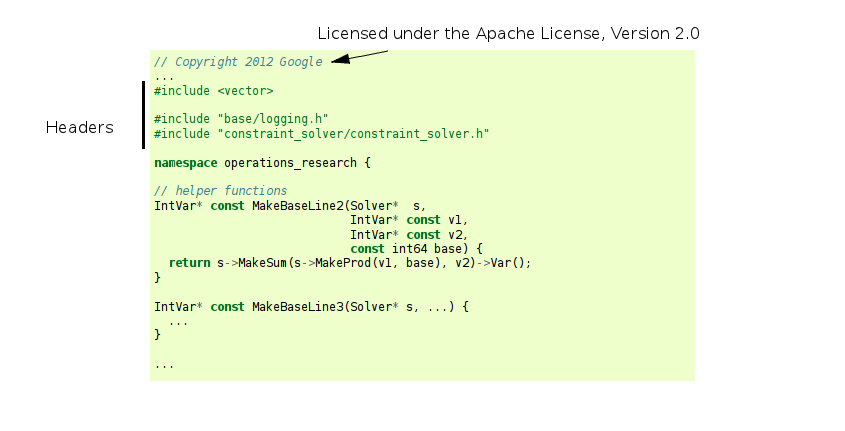 Licensed under the Apache License, Version 2.0
// Copyright 2012 Google
...
#include <vector>
Headers
#include "base/logging.h"
#include "constraint_solver/constraint_solver.h"
namespace operations_research {
// helper functions
IntVar* const MakeBaseLine2(Solver*  s,
                            IntVar* const v1,
                            IntVar* const v2,
                            const int64 base) {
  return s->MakeSum(s->MakeProd(v1, base), v2)->Var();
}
IntVar* const MakeBaseLine3(Solver* s, ...) {
  ...
}
...